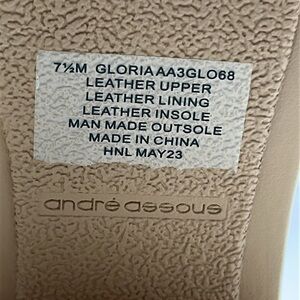 7½M GLORIA AA3GLO68
LEATHER UPPER
LEATHER LINING
LEATHER INSOLE
MAN MADE OUTSOLE
MADE IN CHINA
HNL MAY23
andré assous